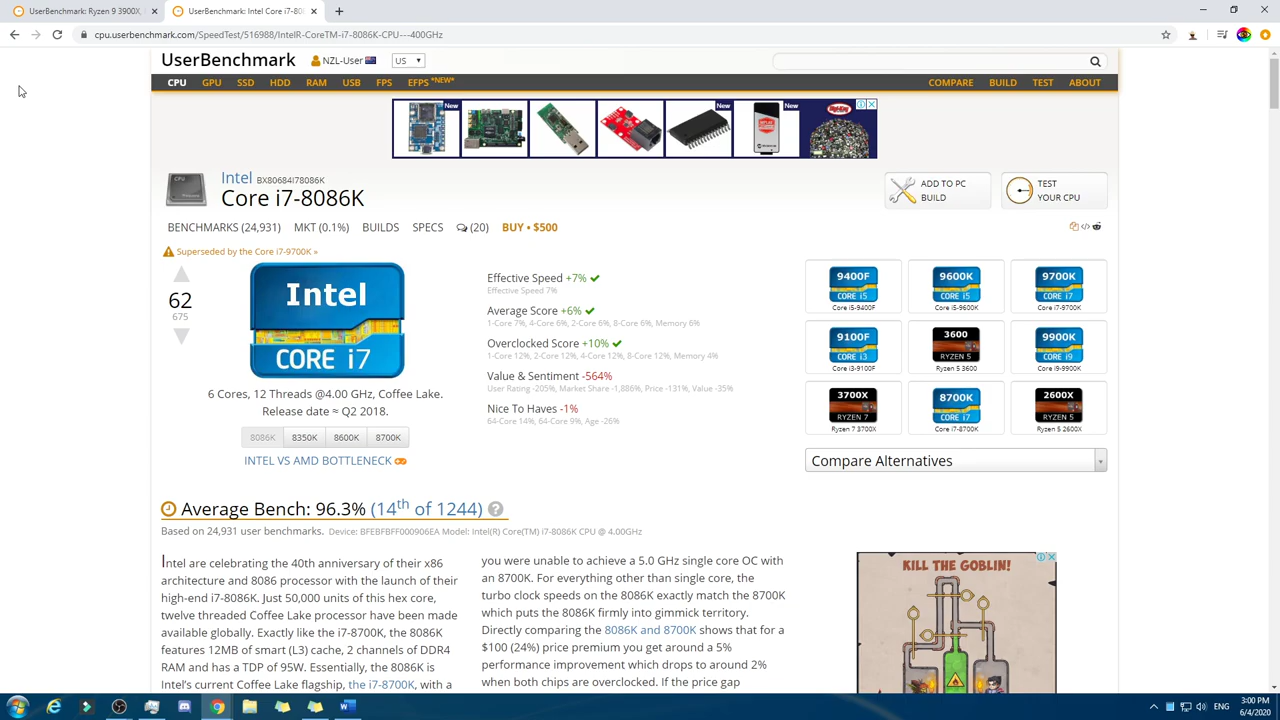 UserBenchmark: Ryzen 9 3900X,
UserBenchmark: Intel Core i7-808
cpu.userbenchmark.com/SpeedTest/516988/IntelR-CoreTM-i7-8086K-CPU---400GHz
UserBenchmark NZL-User US
CPU GPU SSD HDD RAM USB FPS EFPS *NEW* COMPARE BUILD TEST ABOUT
New New New
Intel BX80684I78086K
Core i7-8086K
ADD TO PC BUILD
TEST YOUR CPU
BENCHMARKS (24,931) MKT (0.1%) BUILDS SPECS (20) BUY • $500
Superseded by the Core i7-9700K »
62
675
Intel
CORE i7
6 Cores, 12 Threads @4.00 GHz, Coffee Lake.
Release date ≈ Q2 2018.
8086K 8350K 8600K 8700K
INTEL VS AMD BOTTLENECK
Effective Speed +7%
Effective Speed 7%
Average Score +6%
1-Core 7%, 4-Core 6%, 2-Core 6%, 8-Core 6%, Memory 6%
Overclocked Score +10%
1-Core 12%, 2-Core 12%, 4-Core 12%, 8-Core 12%, Memory 4%
Value & Sentiment -564%
User Rating -205%, Market Share -1,886%, Price -131%, Value -35%
Nice To Haves -1%
64-Core 14%, 64-Core 9%, Age -26%
9400F CORE i5
Core i5-9400F
9600K CORE i5
Core i5-9600K
9700K CORE i7
Core i7-9700K
9100F CORE i3
Core i3-9100F
3600 RYZEN 5
Ryzen 5 3600
9900K CORE i9
Core i9-9900K
3700X RYZEN 7
Ryzen 7 3700X
8700K CORE i7
Core i7-8700K
2600X RYZEN 5
Ryzen 5 2600X
Compare Alternatives
Average Bench: 96.3% (14th of 1244)
Based on 24,931 user benchmarks. Device: BFEBFBFF000906EA Model: Intel(R) Core(TM) i7-8086K CPU @ 4.00GHz
Intel are celebrating the 40th anniversary of their x86
architecture and 8086 processor with the launch of their
high-end i7-8086K. Just 50,000 units of this hex core,
twelve threaded Coffee Lake processor have been made
available globally. Exactly like the i7-8700K, the 8086K
features 12MB of smart (L3) cache, 2 channels of DDR4
RAM and has a TDP of 95W. Essentially, the 8086K is
Intel's current Coffee Lake flagship, the i7-8700K, with a
you were unable to achieve a 5.0 GHz single core OC with
an 8700K. For everything other than single core, the
turbo clock speeds on the 8086K exactly match the 8700K
which puts the 8086K firmly into gimmick territory.
Directly comparing the 8086K and 8700K shows that for a
$100 (24%) price premium you get around a 5%
performance improvement which drops to around 2%
when both chips are overclocked. If the price gap
KILL THE GOBLIN!
ENG
3:00 PM
6/4/2020